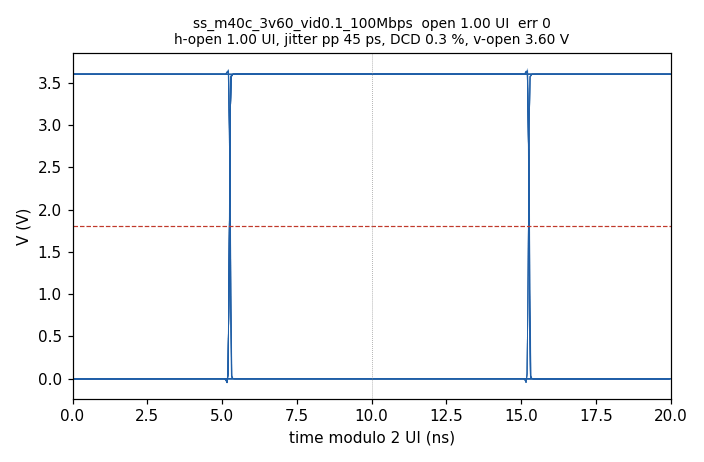 ss_m40c_3v60_vid0.1_100Mbps  open 1.00 UI  err 0
h-open 1.00 UI, jitter pp 45 ps, DCD 0.3 %, v-open 3.60 V
V (V)
3.5
3.0
2.5
2.0
1.5
1.0
0.5
0.0
0.0 2.5 5.0 7.5 10.0 12.5 15.0 17.5 20.0
time modulo 2 UI (ns)